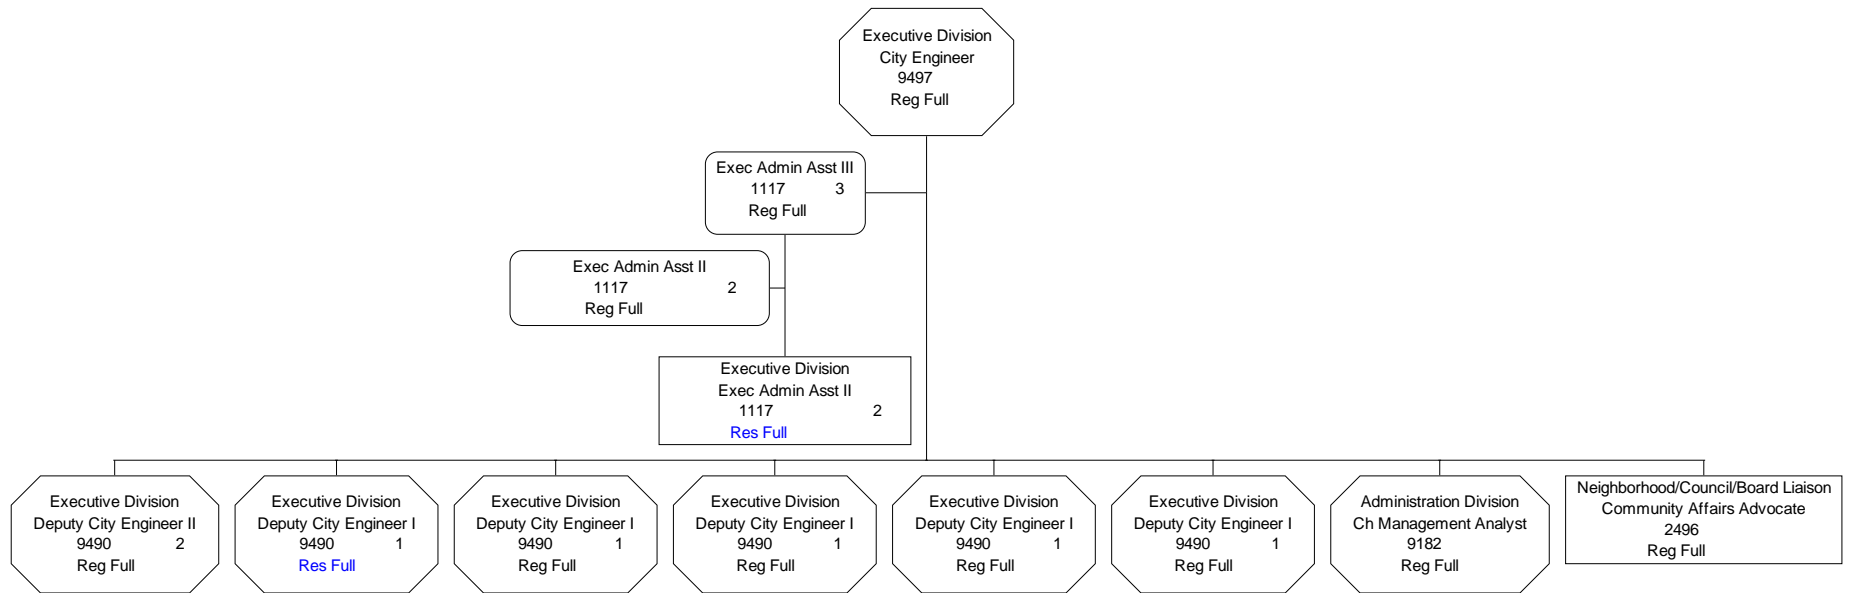 Executive Division
City Engineer
9497
Reg Full
Exec Admin Asst III
1117 3
Reg Full
Exec Admin Asst II
1117 2
Reg Full
Executive Division
Exec Admin Asst II
1117 2
Res Full
Executive Division
Deputy City Engineer II
9490 2
Reg Full
Executive Division
Deputy City Engineer I
9490 1
Res Full
Executive Division
Deputy City Engineer I
9490 1
Reg Full
Executive Division
Deputy City Engineer I
9490 1
Reg Full
Executive Division
Deputy City Engineer I
9490 1
Reg Full
Executive Division
Deputy City Engineer I
9490 1
Reg Full
Administration Division
Ch Management Analyst
9182
Reg Full
Neighborhood/Council/Board Liaison
Community Affairs Advocate
2496
Reg Full